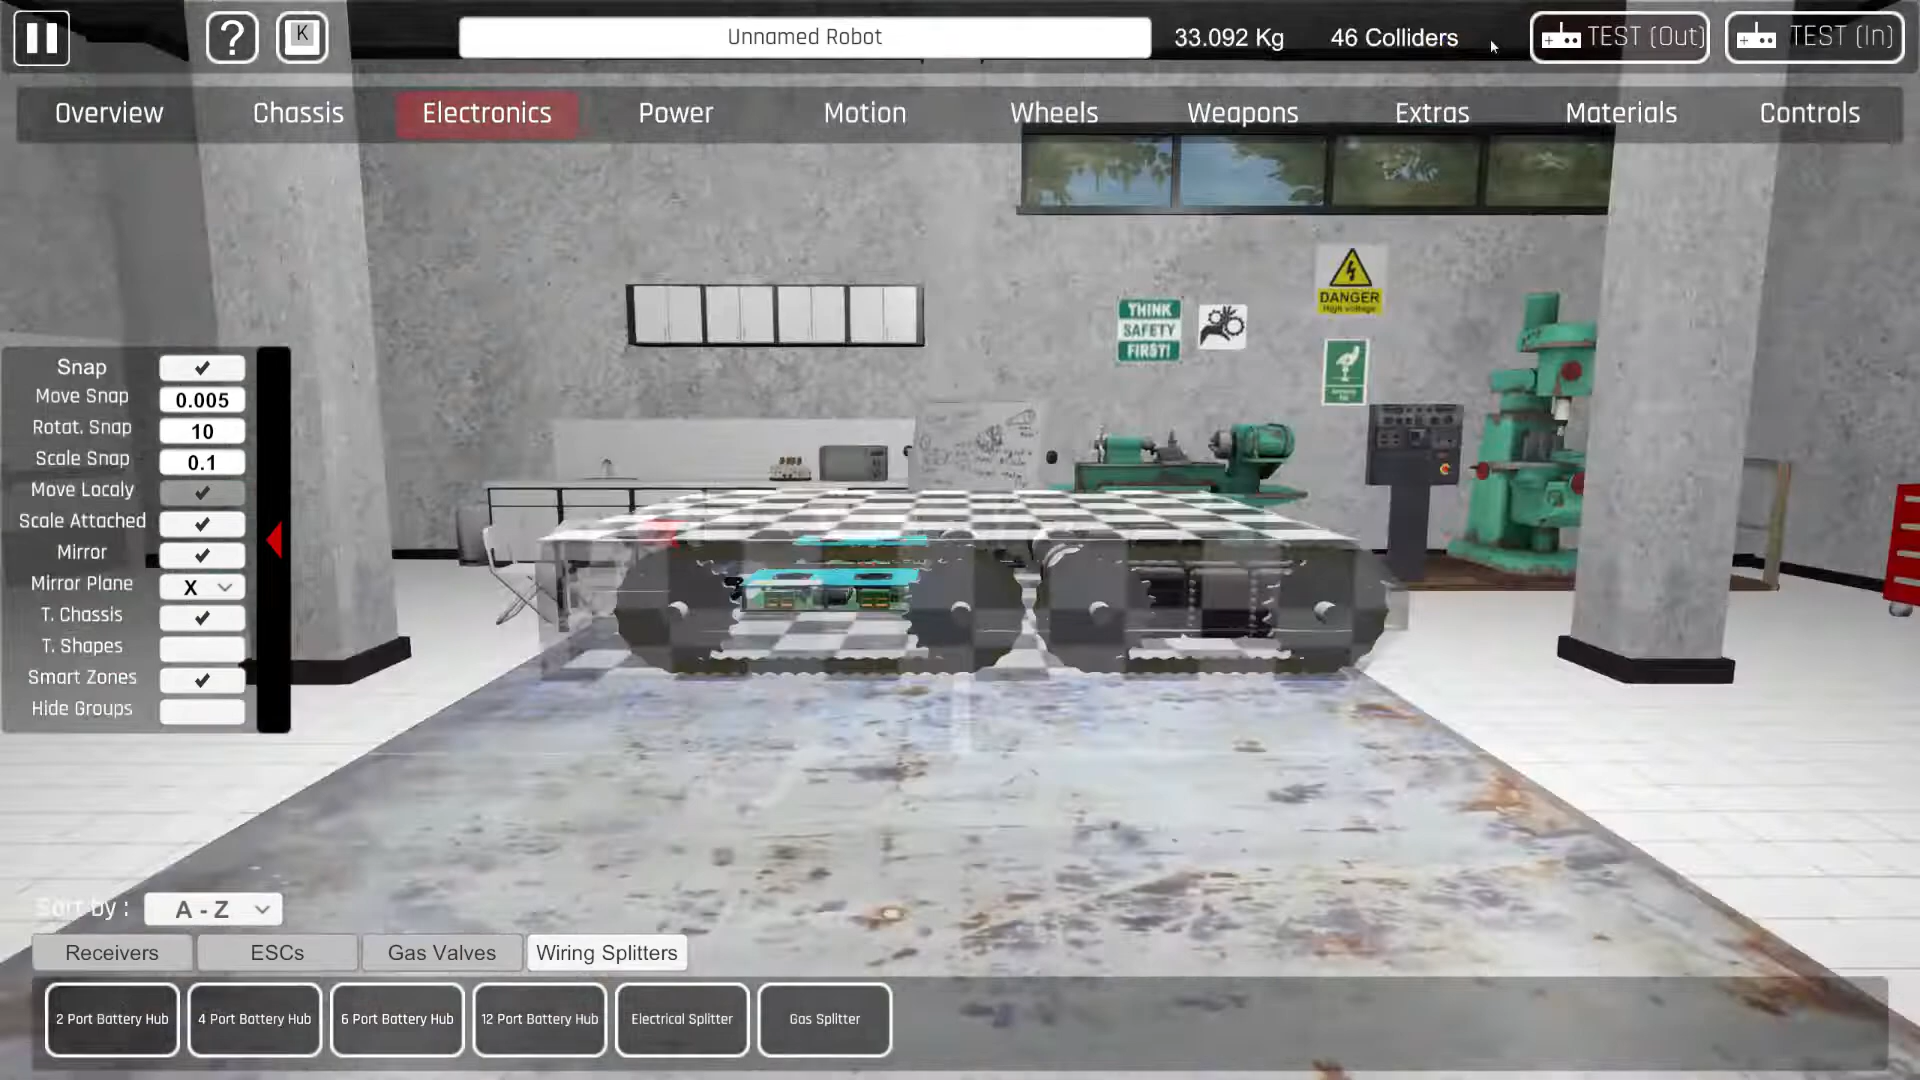 K
Unnamed Robot
33.092 Kg
46 Colliders
TEST (Out)
TEST (In)
Overview
Chassis
Electronics
Power
Motion
Wheels
Weapons
Extras
Materials
Controls
THINK
SAFETY
FIRST!
DANGER
High voltage
Snap
Move Snap
0.005
Rotat. Snap
10
Scale Snap
0.1
Move Localy
Scale Attached
Mirror
Mirror Plane
X
T. Chassis
T. Shapes
Smart Zones
Hide Groups
Sort by :
A - Z
Receivers
ESCs
Gas Valves
Wiring Splitters
2 Port Battery Hub
4 Port Battery Hub
6 Port Battery Hub
12 Port Battery Hub
Electrical Splitter
Gas Splitter